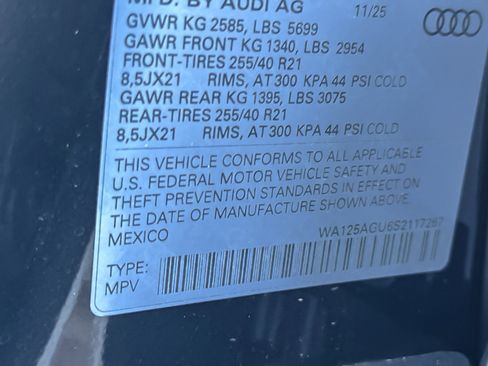 MFD. BY AUDI AG 11/25
GVWR KG 2585, LBS 5699
GAWR FRONT KG 1340, LBS 2954
FRONT-TIRES 255/40 R21
8,5JX21 RIMS, AT 300 KPA 44 PSI COLD
GAWR REAR KG 1395, LBS 3075
REAR-TIRES 255/40 R21
8,5JX21 RIMS, AT 300 KPA 44 PSI COLD
THIS VEHICLE CONFORMS TO ALL APPLICABLE
U.S. FEDERAL MOTOR VEHICLE SAFETY AND
THEFT PREVENTION STANDARDS IN EFFECT ON
THE DATE OF MANUFACTURE SHOWN ABOVE.
MEXICO WA125AGU6S2117267
TYPE:
MPV